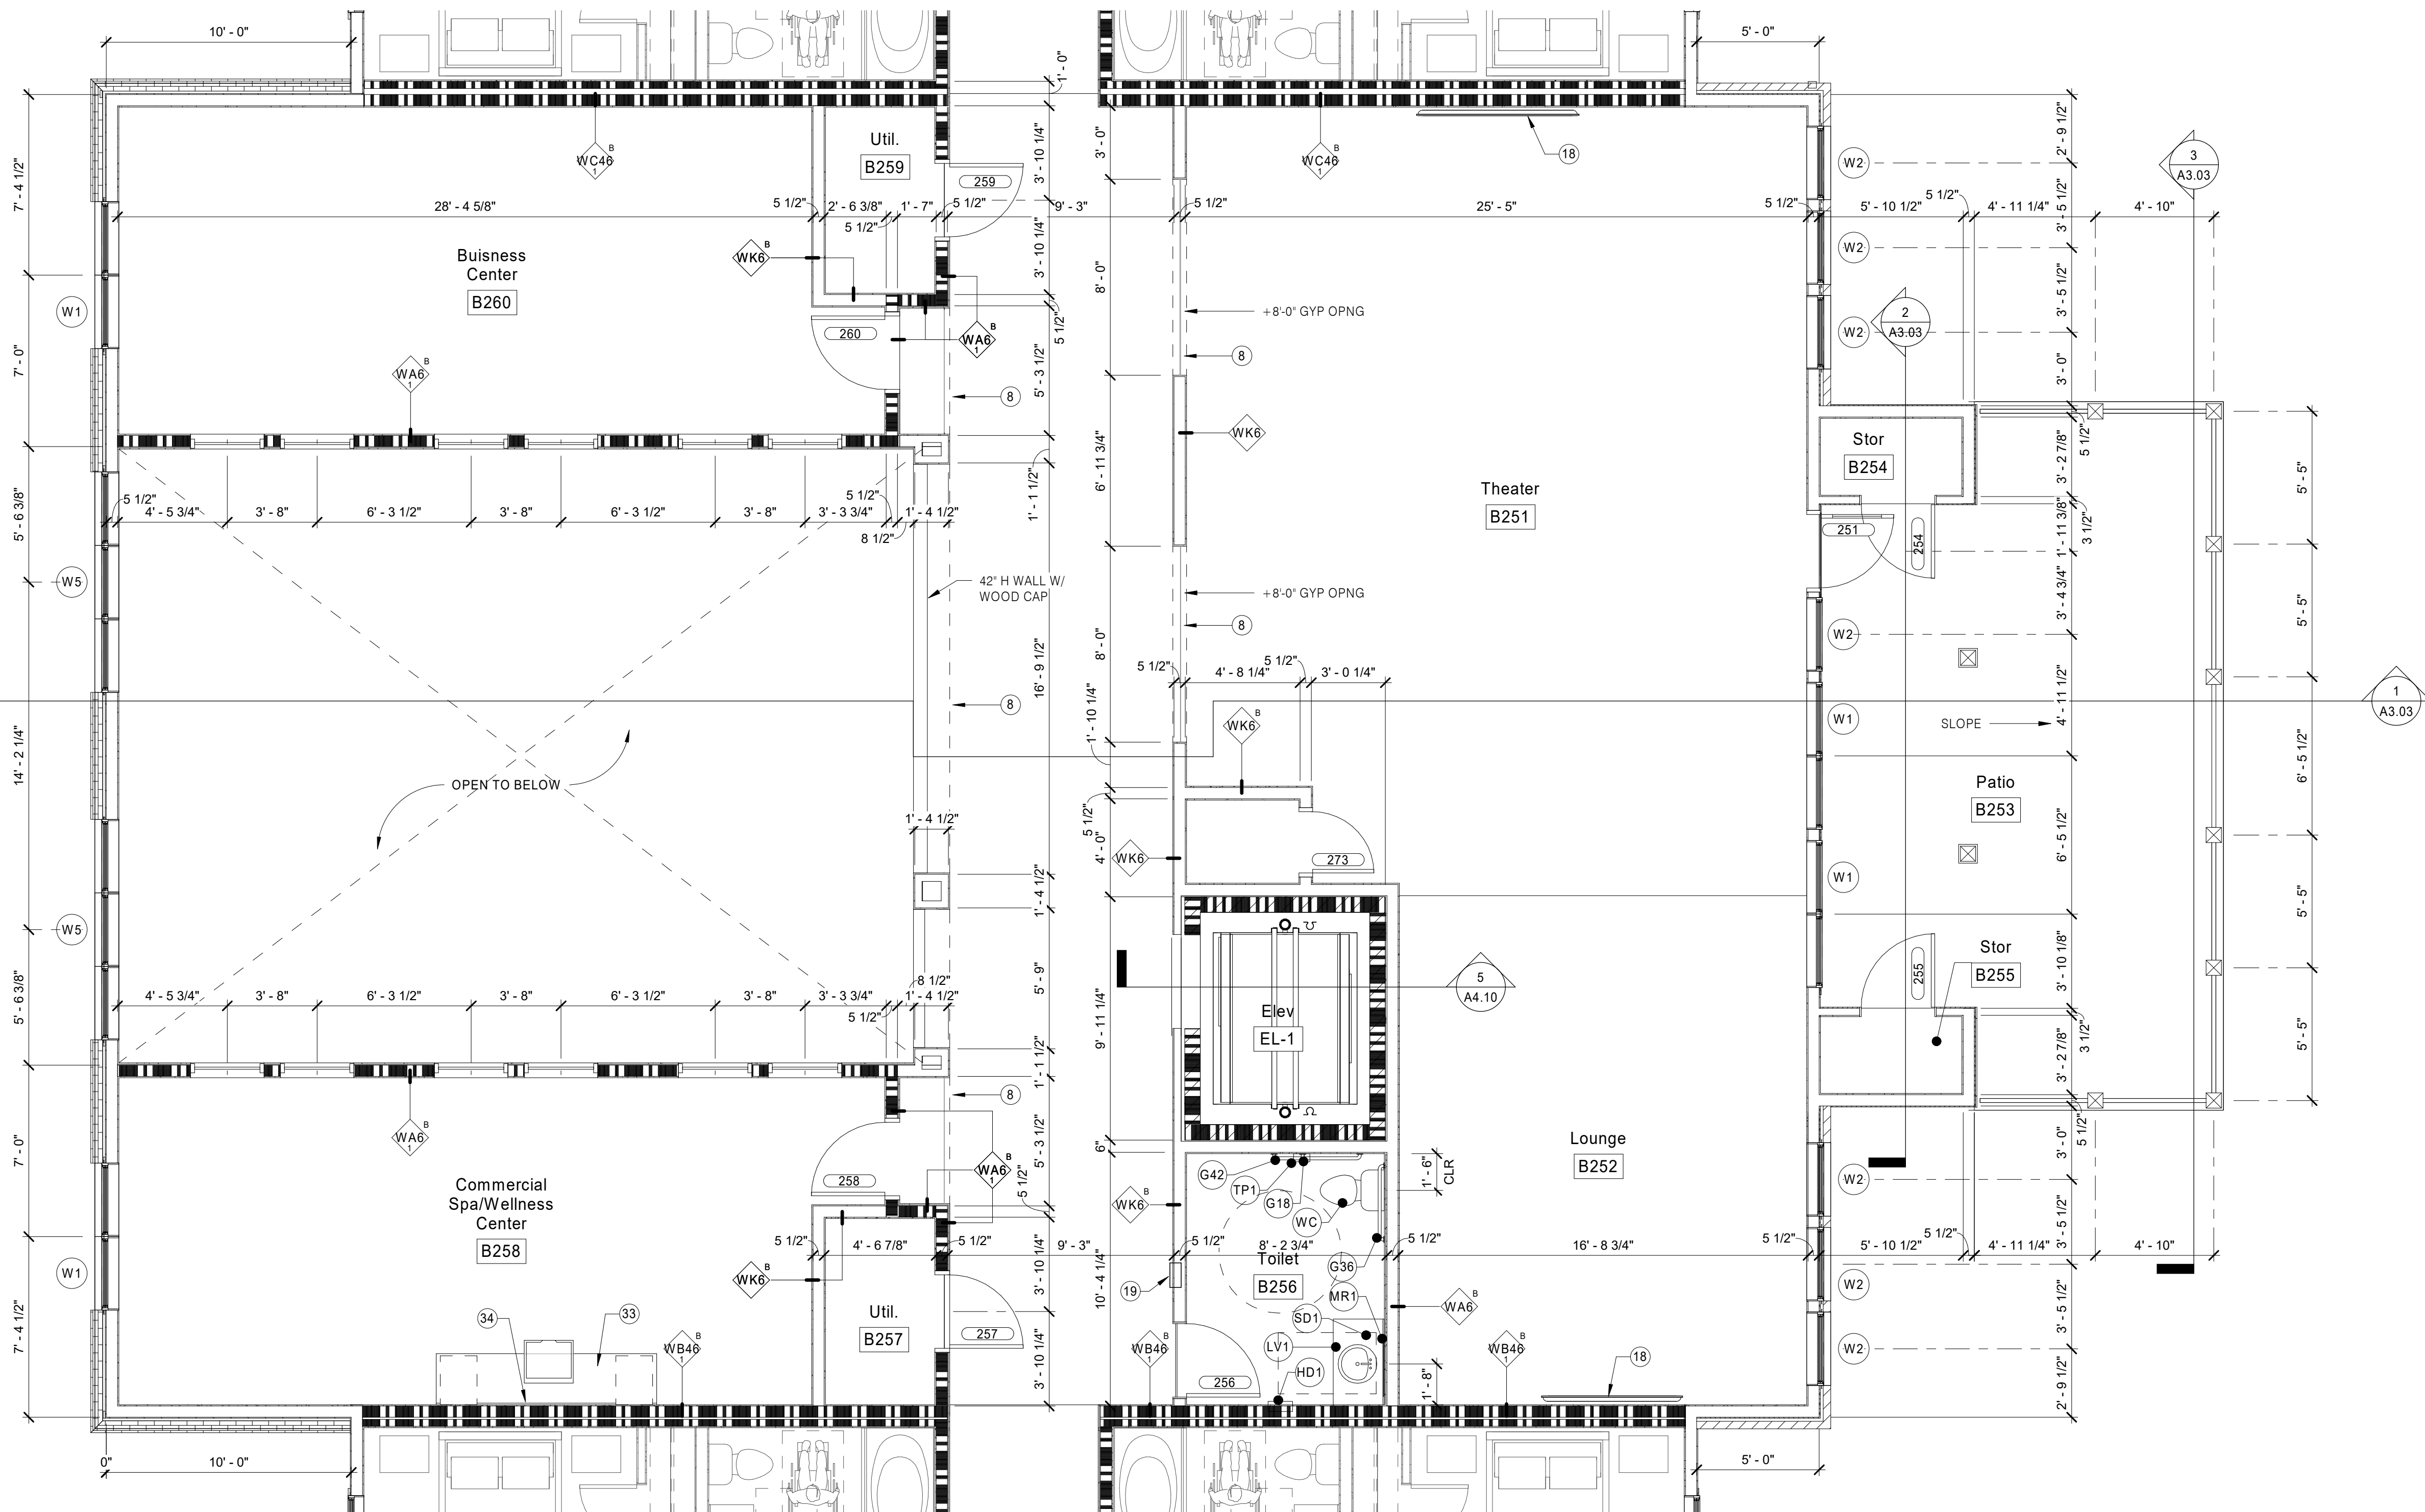 10' - 0"
5' - 0"
1' - 0"
7' - 4 1/2"
WC46
B
1
Util.
B259
259
3' - 10 1/4"
3' - 0"
WC46
B
1
18
W2
2' - 9 1/2"
3
A3.03
28' - 4 5/8"
5 1/2"
2' - 6 3/8"
1' - 7"
5 1/2"
9' - 3"
5 1/2"
25' - 5"
5 1/2"
5' - 10 1/2"
5 1/2"
4' - 11 1/4"
4' - 10"
5 1/2"
3' - 5 1/2"
Buisness
Center
B260
WK6
B
3' - 10 1/4"
8' - 0"
W2
W1
260
WA6
B
1
5 1/2"
+8'-0" GYP OPNG
8
2
A3.03
W2
3' - 5 1/2"
7' - 0"
WA6
B
1
8
5' - 3 1/2"
3' - 0"
WK6
B
6' - 11 3/4"
Stor
B254
5 1/2"
3' - 2 7/8"
5' - 5"
Theater
B251
5' - 6 3/8"
5 1/2"
4' - 5 3/4"
3' - 8"
6' - 3 1/2"
3' - 8"
6' - 3 1/2"
3' - 8"
3' - 3 3/4"
5 1/2"
1' - 4 1/2"
8 1/2"
1' - 1 1/2"
251
254
1' - 11 3/8"
3 1/2"
W5
42" H WALL W/
WOOD CAP
+8'-0" GYP OPNG
8
3' - 4 3/4"
5' - 5"
W2
16' - 9 1/2"
8' - 0"
5 1/2"
4' - 8 1/4"
5 1/2"
3' - 0 1/4"
8
1' - 10 1/4"
WK6
B
W1
SLOPE
4' - 11 1/2"
1
A3.03
14' - 2 1/4"
OPEN TO BELOW
Patio
B253
6' - 5 1/2"
6' - 5 1/2"
1' - 4 1/2"
5 1/2"
4' - 0"
WK6
B
273
W1
1' - 4 1/2"
W5
5' - 9"
5
A4.10
Stor
B255
255
3' - 10 1/8"
5' - 5"
5' - 6 3/8"
4' - 5 3/4"
3' - 8"
6' - 3 1/2"
3' - 8"
6' - 3 1/2"
3' - 8"
3' - 3 3/4"
8 1/2"
1' - 4 1/2"
5 1/2"
Elev
EL-1
9' - 11 1/4"
3 1/2"
3' - 2 7/8"
5' - 5"
1' - 1 1/2"
8
WA6
B
1
7' - 0"
5' - 3 1/2"
6"
Lounge
B252
3' - 0"
5 1/2"
Commercial
Spa/Wellness
Center
B258
258
WA6
B
1
5 1/2"
WK6
B
G42
TP1
G18
WC
1' - 6"
CLR
W2
5 1/2"
4' - 6 7/8"
5 1/2"
9' - 3"
5 1/2"
8' - 2 3/4"
5 1/2"
16' - 8 3/4"
5 1/2"
5' - 10 1/2"
5 1/2"
4' - 11 1/4"
4' - 10"
3' - 5 1/2"
W1
WK6
B
3' - 10 1/4"
19
10' - 4 1/4"
Toilet
B256
G36
MR1
WA6
B
W2
7' - 4 1/2"
34
33
WB46
B
1
Util.
B257
257
WB46
B
1
SD1
LV1
HD1
256
WB46
B
1
18
W2
3' - 5 1/2"
3' - 10 1/4"
1' - 8"
2' - 9 1/2"
0"
10' - 0"
5' - 0"